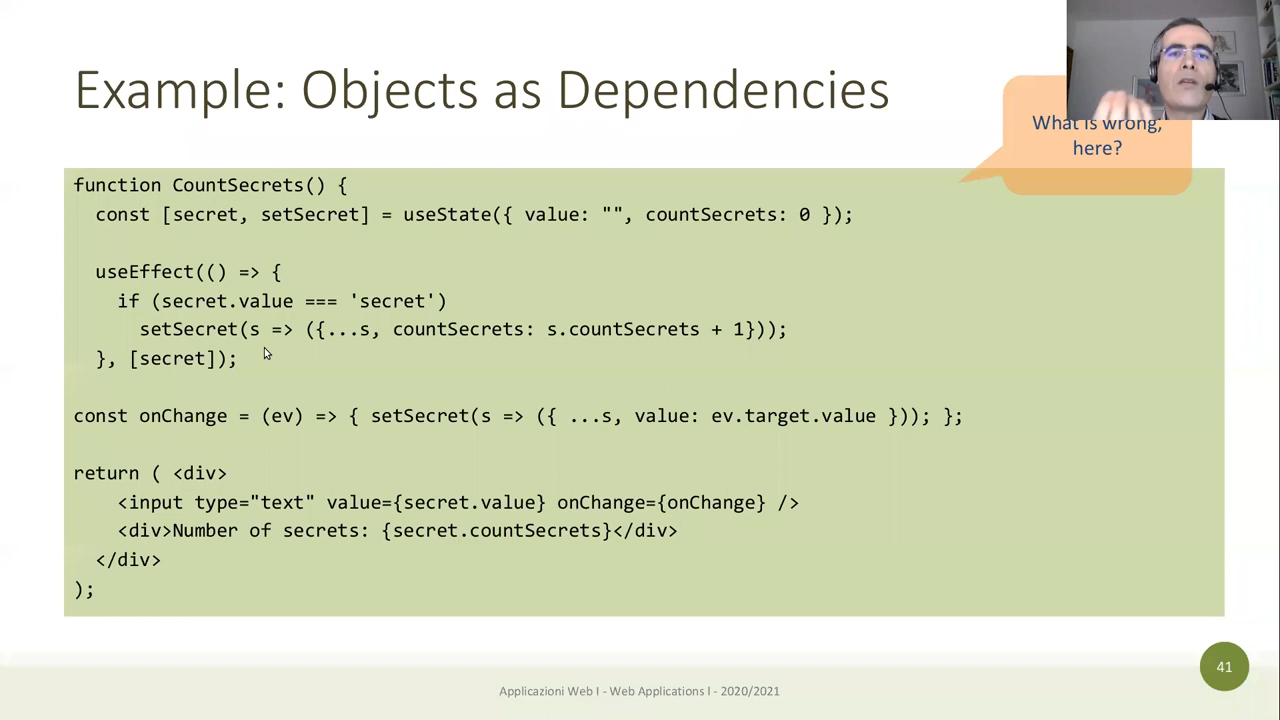 Example: Objects as Dependencies
What is wrong,
here?
function CountSecrets() {
  const [secret, setSecret] = useState({ value: "", countSecrets: 0 });
  useEffect(() => {
    if (secret.value === 'secret')
      setSecret(s => ({...s, countSecrets: s.countSecrets + 1}));
  }, [secret]);
const onChange = (ev) => { setSecret(s => ({ ...s, value: ev.target.value })); };
return ( <div>
    <input type="text" value={secret.value} onChange={onChange} />
    <div>Number of secrets: {secret.countSecrets}</div>
  </div>
);
41
Applicazioni Web I - Web Applications I - 2020/2021